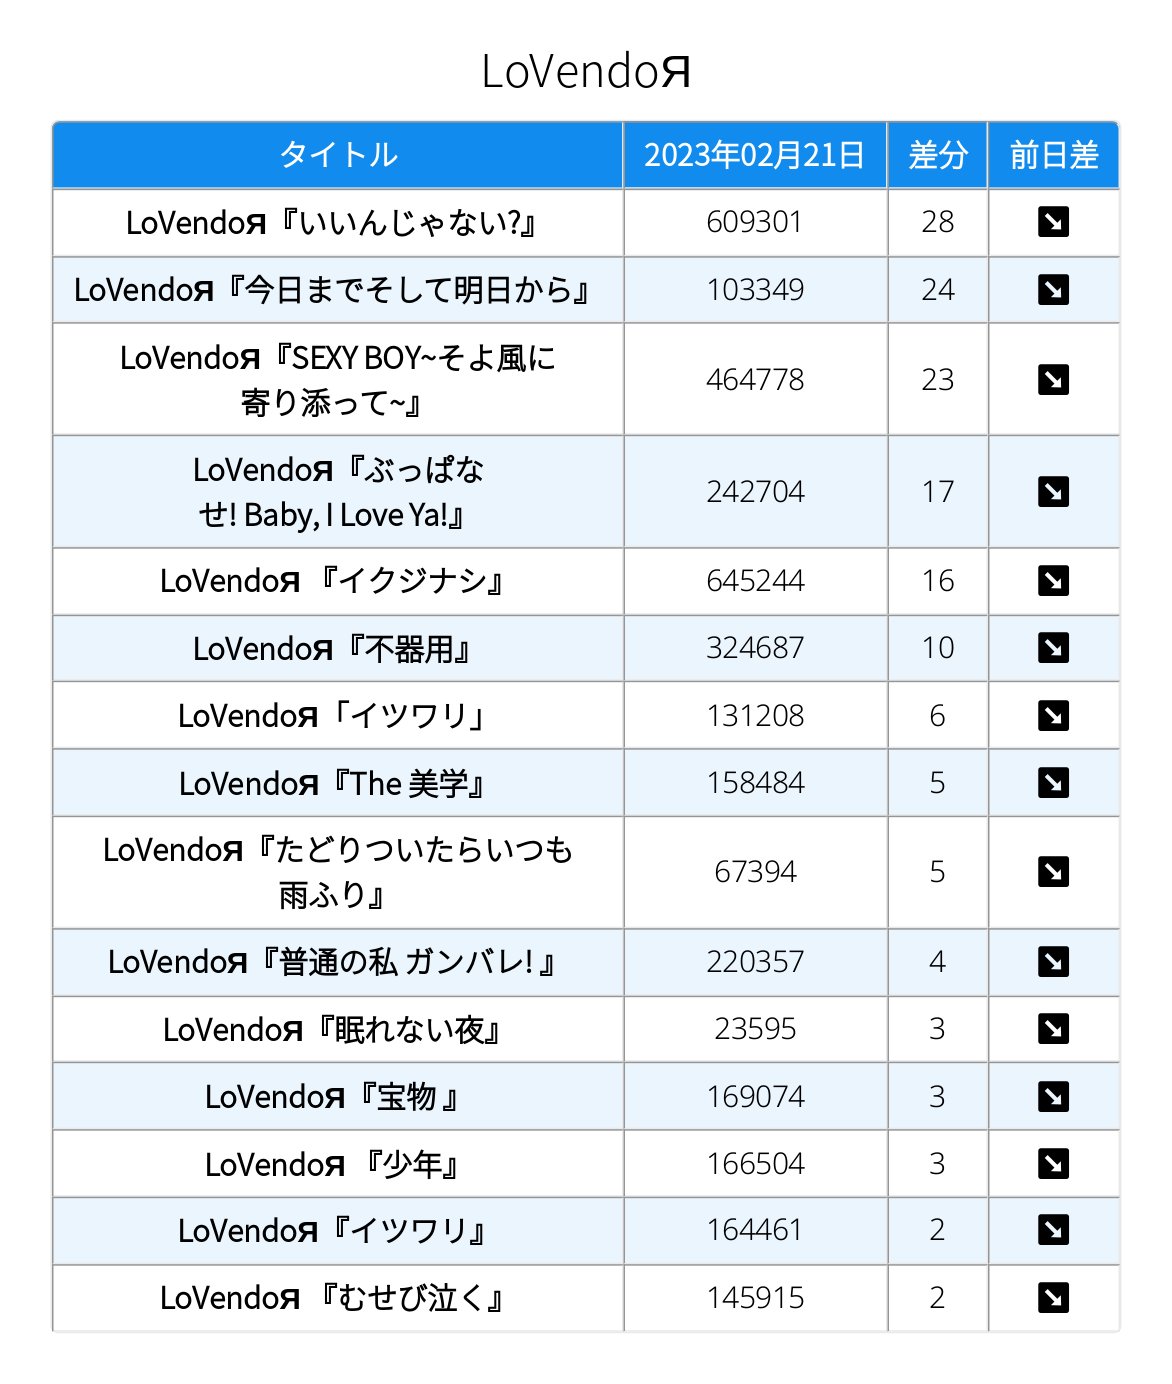 LoVendoЯ
タイトル 2023年02月21日 差分 前日差
LoVendoЯ『いいんじゃない?』 609301 28 ↘
LoVendoЯ『今日までそして明日から』 103349 24 ↘
LoVendoЯ『SEXY BOY~そよ風に
寄り添って~』 464778 23 ↘
LoVendoЯ『ぶっぱな
せ! Baby, I Love Ya!』 242704 17 ↘
LoVendoЯ 『イクジナシ』 645244 16 ↘
LoVendoЯ『不器用』 324687 10 ↘
LoVendoЯ「イツワリ」 131208 6 ↘
LoVendoЯ『The 美学』 158484 5 ↘
LoVendoЯ『たどりついたらいつも
雨ふり』 67394 5 ↘
LoVendoЯ『普通の私 ガンバレ! 』 220357 4 ↘
LoVendoЯ『眠れない夜』 23595 3 ↘
LoVendoЯ『宝物 』 169074 3 ↘
LoVendoЯ 『少年』 166504 3 ↘
LoVendoЯ『イツワリ』 164461 2 ↘
LoVendoЯ 『むせび泣く』 145915 2 ↘